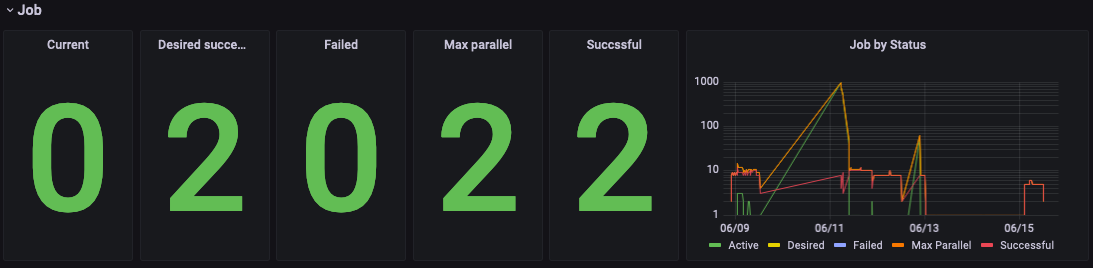 Job
Current
Desired succe...
Failed
Max parallel
Succssful
Job by Status
0
2
0
2
2
1000
100
10
1
06/09
06/11
06/13
06/15
Active
Desired
Failed
Max Parallel
Successful